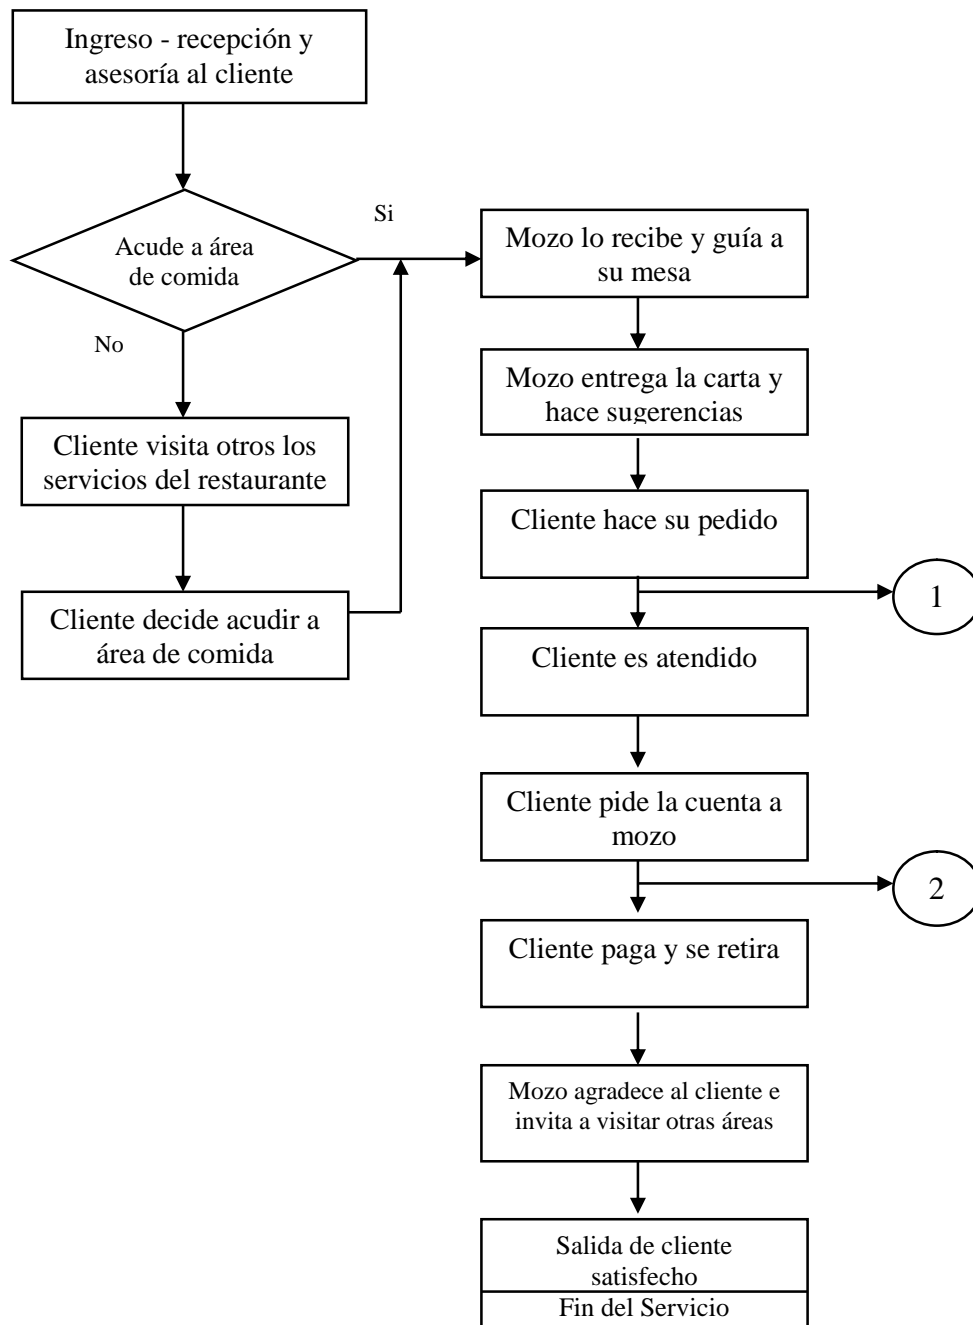 Ingreso - recepción y
asesoría al cliente
Acude a área
de comida
Si
No
Cliente visita otros los
servicios del restaurante
Cliente decide acudir a
área de comida
Mozo lo recibe y guía a
su mesa
Mozo entrega la carta y
hace sugerencias
Cliente hace su pedido
1
Cliente es atendido
Cliente pide la cuenta a
mozo
2
Cliente paga y se retira
Mozo agradece al cliente e
invita a visitar otras áreas
Salida de cliente
satisfecho
Fin del Servicio